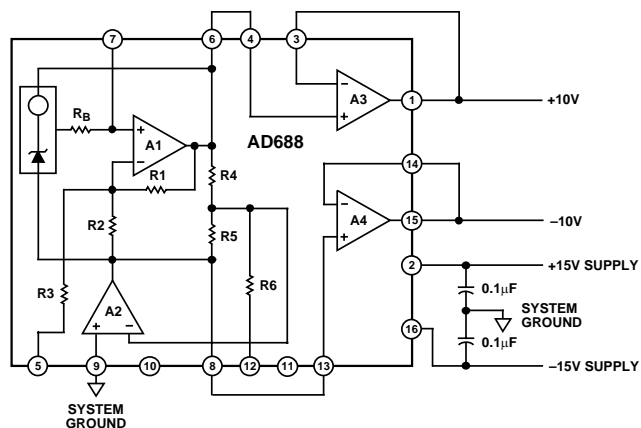 7
6
4
3
RB
+
–
A1
R1
AD688
–
+
A3
1
+10V
R4
R2
R5
14
–
+
A4
15
–10V
R3
R6
2
+15V SUPPLY
A2
+
–
0.1µF
SYSTEM
GROUND
0.1µF
16
–15V SUPPLY
5
9
10
8
12
11
13
SYSTEM
GROUND